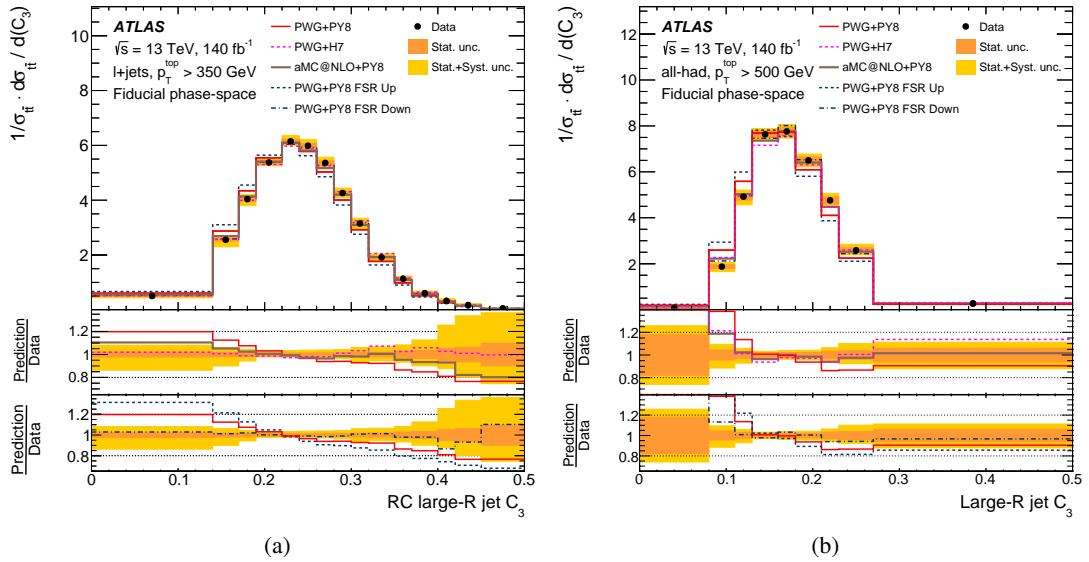 ATLAS
√s = 13 TeV, 140 fb⁻¹
l+jets, p_T^top > 350 GeV
Fiducial phase-space
PWG+PY8
PWG+H7
aMC@NLO+PY8
PWG+PY8 FSR Up
PWG+PY8 FSR Down
Data
Stat. unc.
Stat.+Syst. unc.
1/σ_tt̄ · dσ_tt̄ / d(C₃)
10
8
6
4
2
Prediction
Data
1.2
1
0.8
Prediction
Data
1.2
1
0.8
0 0.1 0.2 0.3 0.4 0.5
RC large-R jet C₃
(a)
ATLAS
√s = 13 TeV, 140 fb⁻¹
all-had, p_T^top > 500 GeV
Fiducial phase-space
PWG+PY8
PWG+H7
aMC@NLO+PY8
PWG+PY8 FSR Up
PWG+PY8 FSR Down
Data
Stat. unc.
Stat.+Syst. unc.
1/σ_tt̄ · dσ_tt̄ / d(C₃)
12
10
8
6
4
2
Prediction
Data
1.2
1
0.8
Prediction
Data
1.2
1
0.8
0 0.1 0.2 0.3 0.4 0.5
Large-R jet C₃
(b)